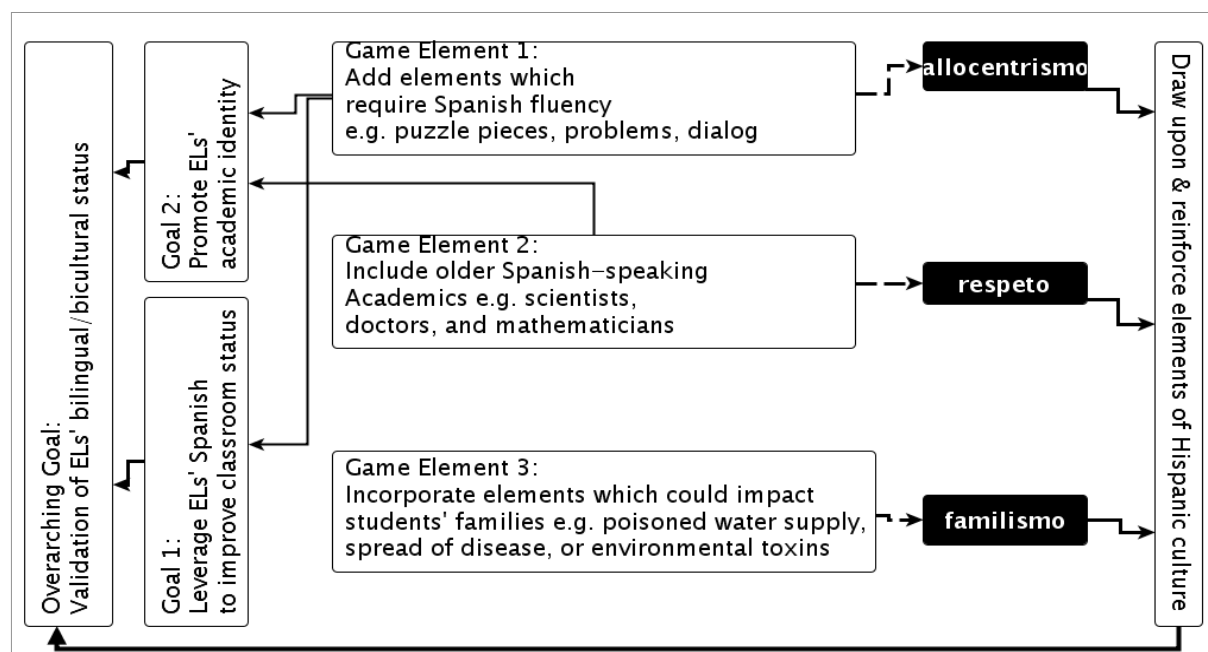 Overarching Goal:
Validation of ELs' bilingual/bicultural status
Goal 2:
Promote ELs'
academic identity
Goal 1:
Leverage ELs' Spanish
to improve classroom status
Game Element 1:
Add elements which
require Spanish fluency
e.g. puzzle pieces, problems, dialog
Game Element 2:
Include older Spanish-speaking
Academics e.g. scientists,
doctors, and mathematicians
Game Element 3:
Incorporate elements which could impact
students' families e.g. poisoned water supply,
spread of disease, or environmental toxins
allocentrismo
respeto
familismo
Draw upon & reinforce elements of Hispanic culture